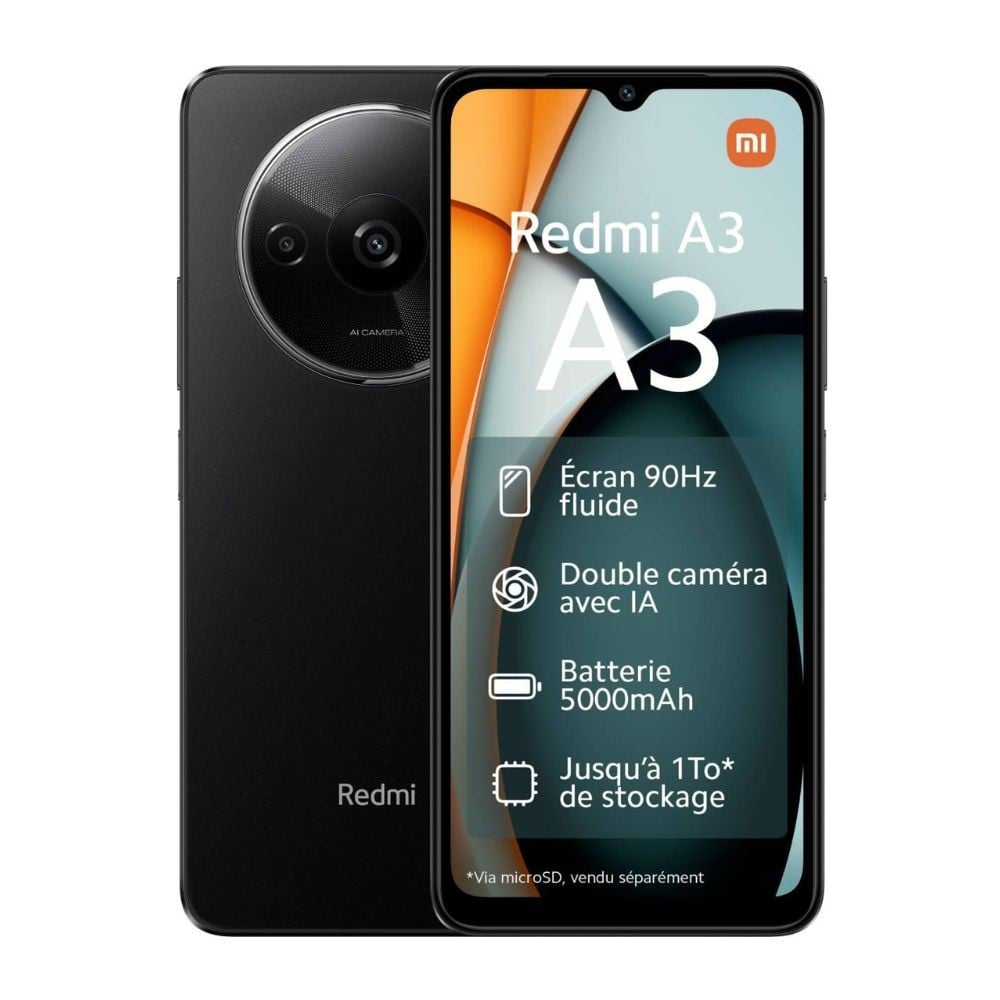 AI CAMERA
Redmi
mi
Redmi A3
A3
Écran 90Hz
fluide
Double caméra
avec IA
Batterie
5000mAh
Jusqu'à 1To*
de stockage
*Via microSD, vendu séparément